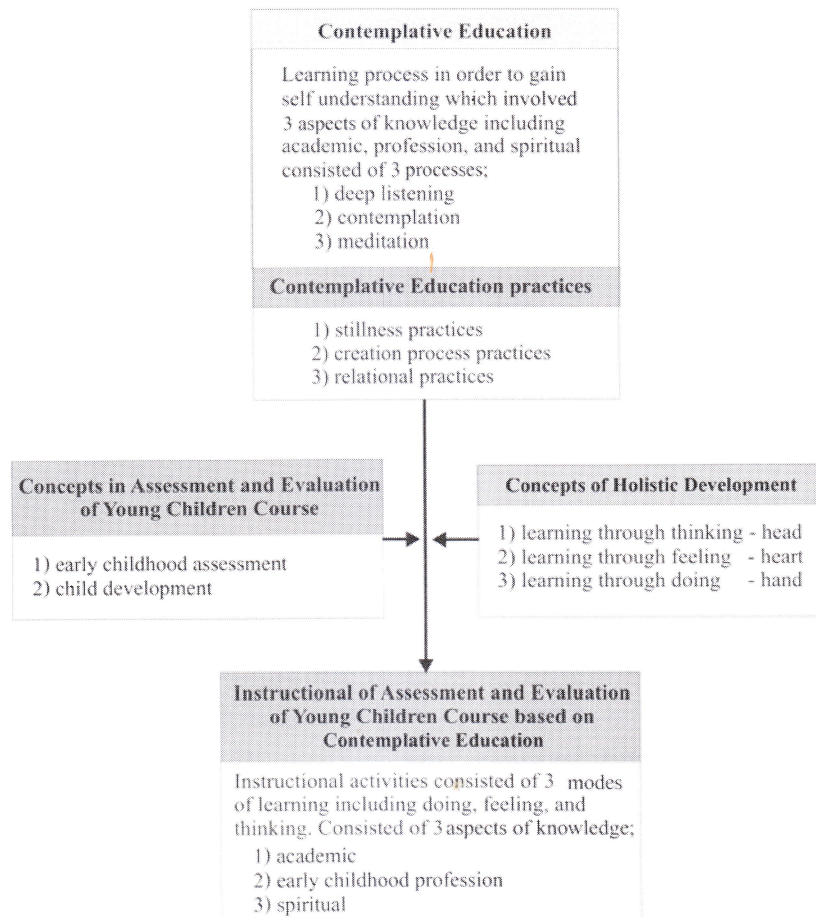 Contemplative Education
Learning process in order to gain
self understanding which involved
3 aspects of knowledge including
academic, profession, and spiritual
consisted of 3 processes;
1) deep listening
2) contemplation
3) meditation
Contemplative Education practices
1) stillness practices
2) creation process practices
3) relational practices
Concepts in Assessment and Evaluation
of Young Children Course
1) early childhood assessment
2) child development
Concepts of Holistic Development
1) learning through thinking - head
2) learning through feeling - heart
3) learning through doing - hand
Instructional of Assessment and Evaluation
of Young Children Course based on
Contemplative Education
Instructional activities consisted of 3 modes
of learning including doing, feeling, and
thinking. Consisted of 3 aspects of knowledge;
1) academic
2) early childhood profession
3) spiritual